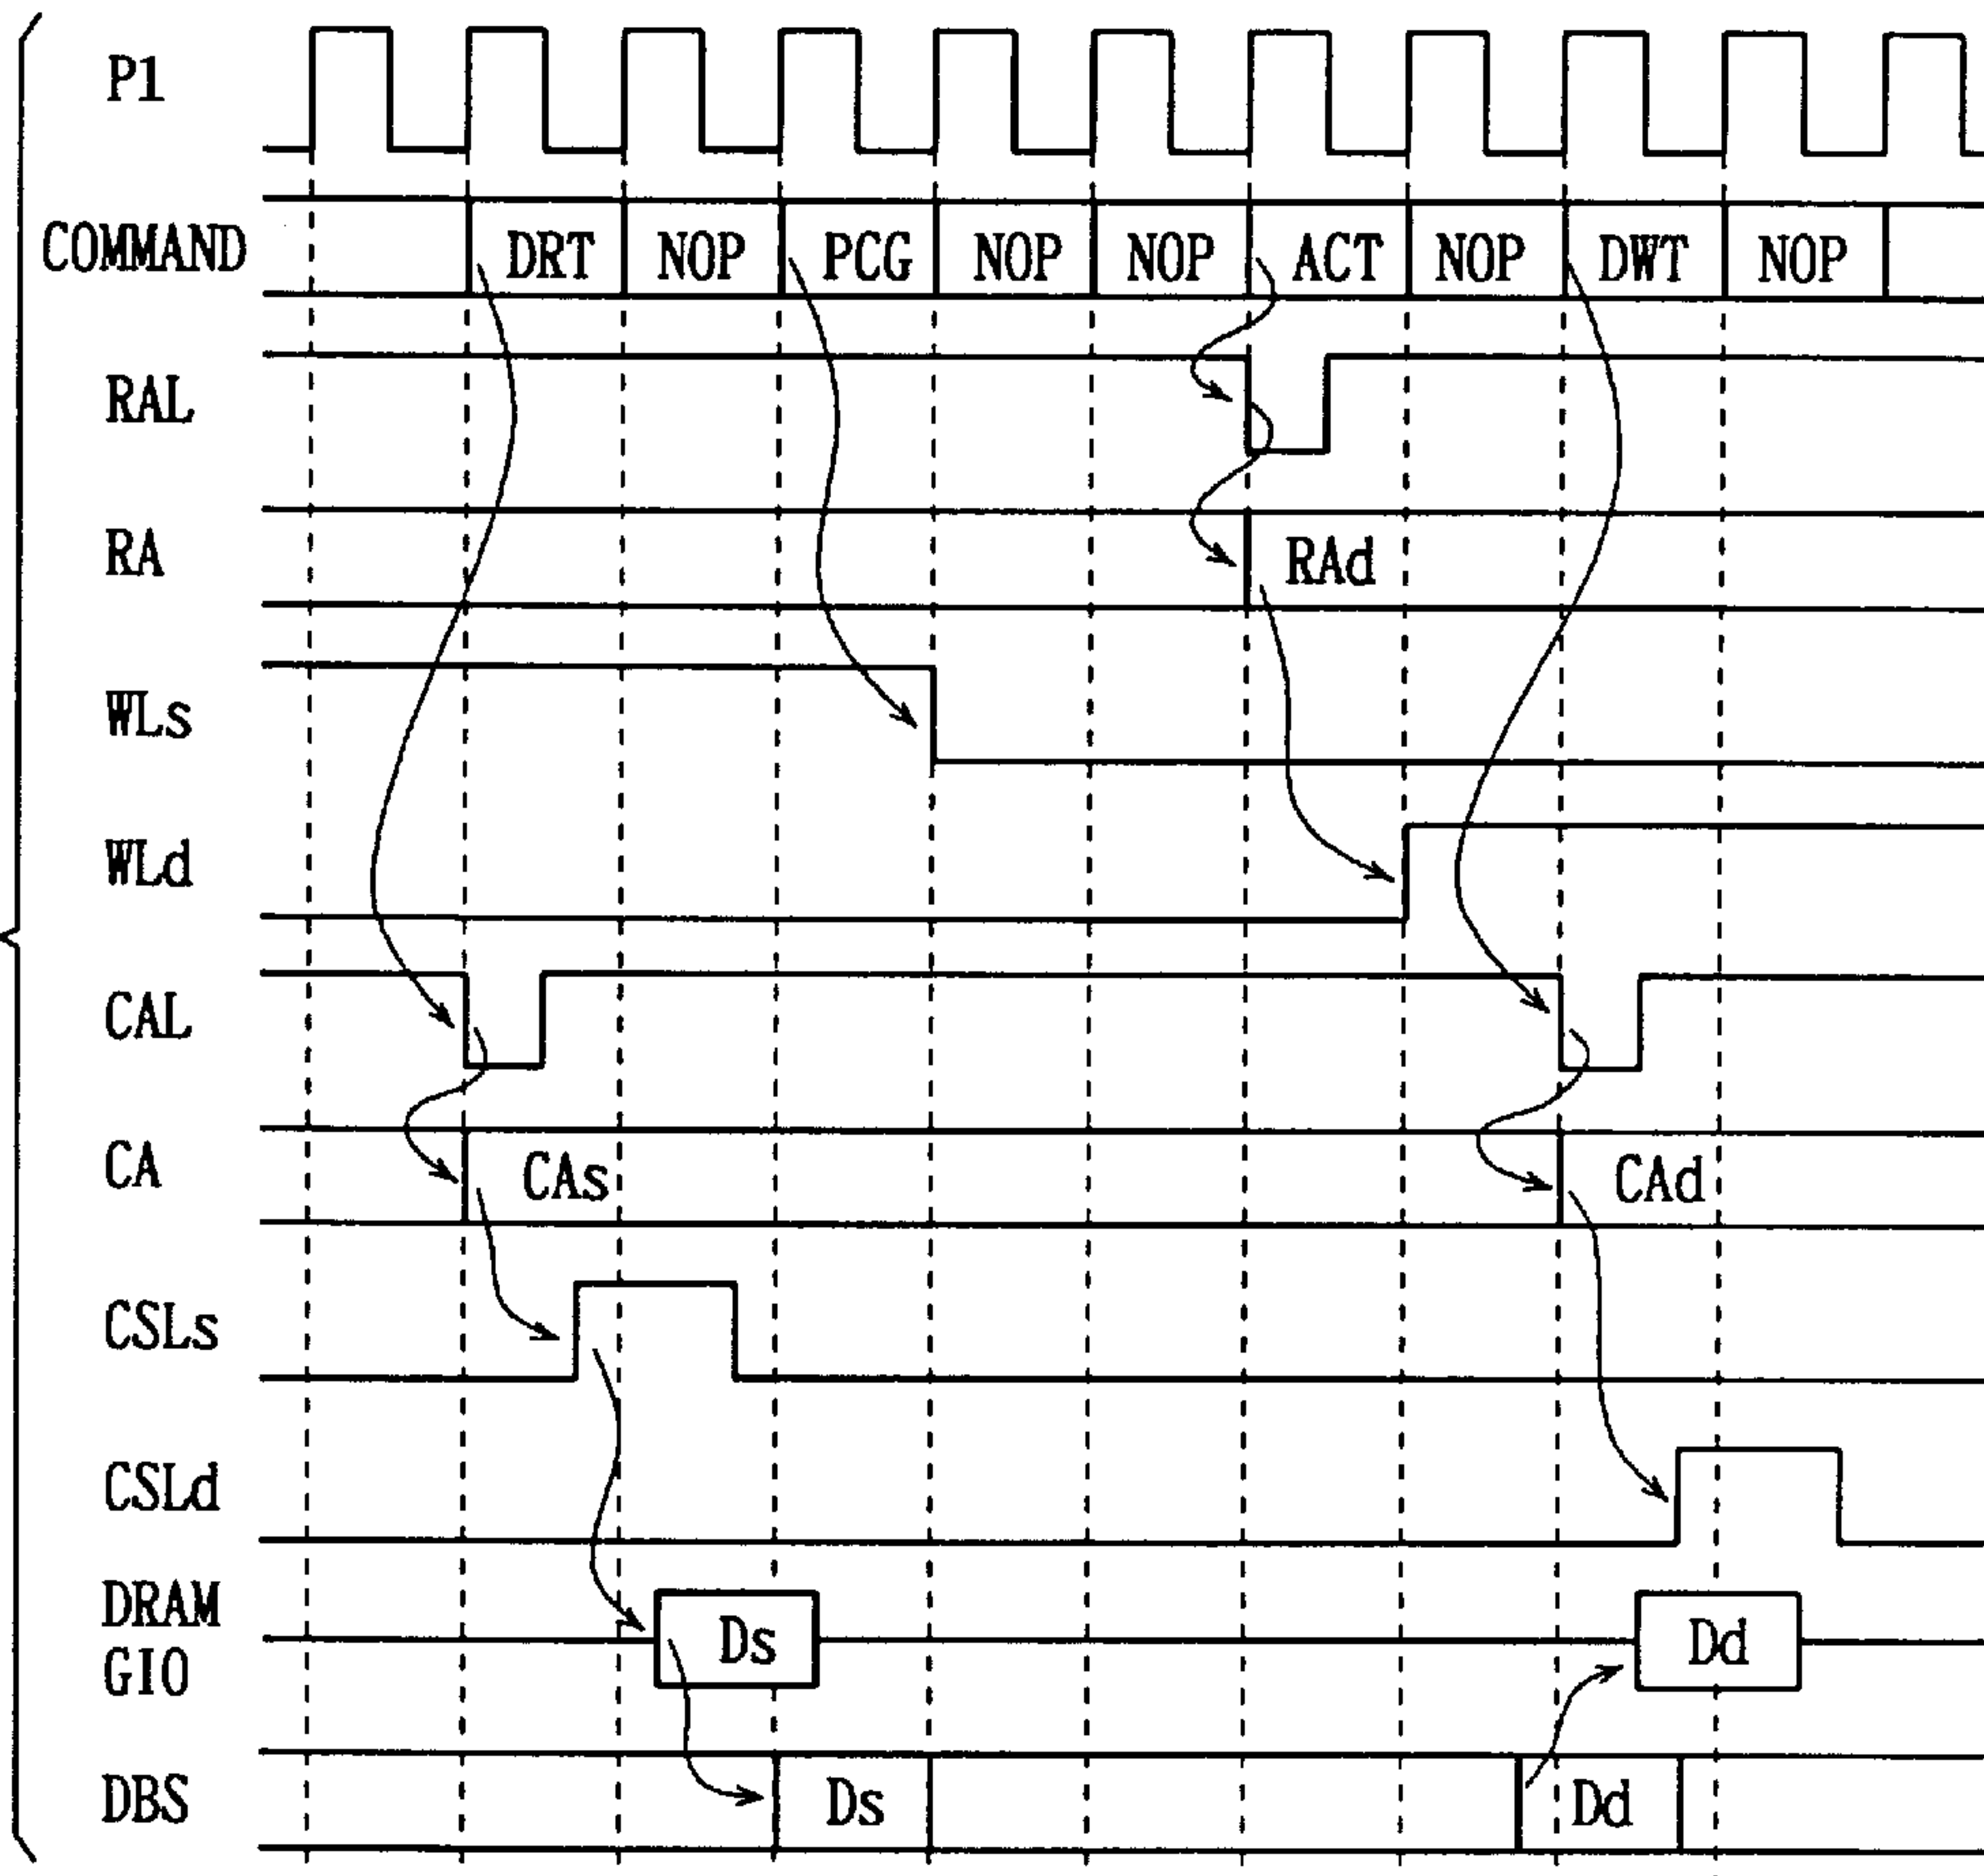 P1
COMMAND DRT NOP PCG NOP NOP ACT NOP DWT NOP
RAL
RA RAd
WLs
WLd
CAL
CA CAs CAd
CSLs
CSLd
DRAM
GIO Ds Dd
DBS Ds Dd